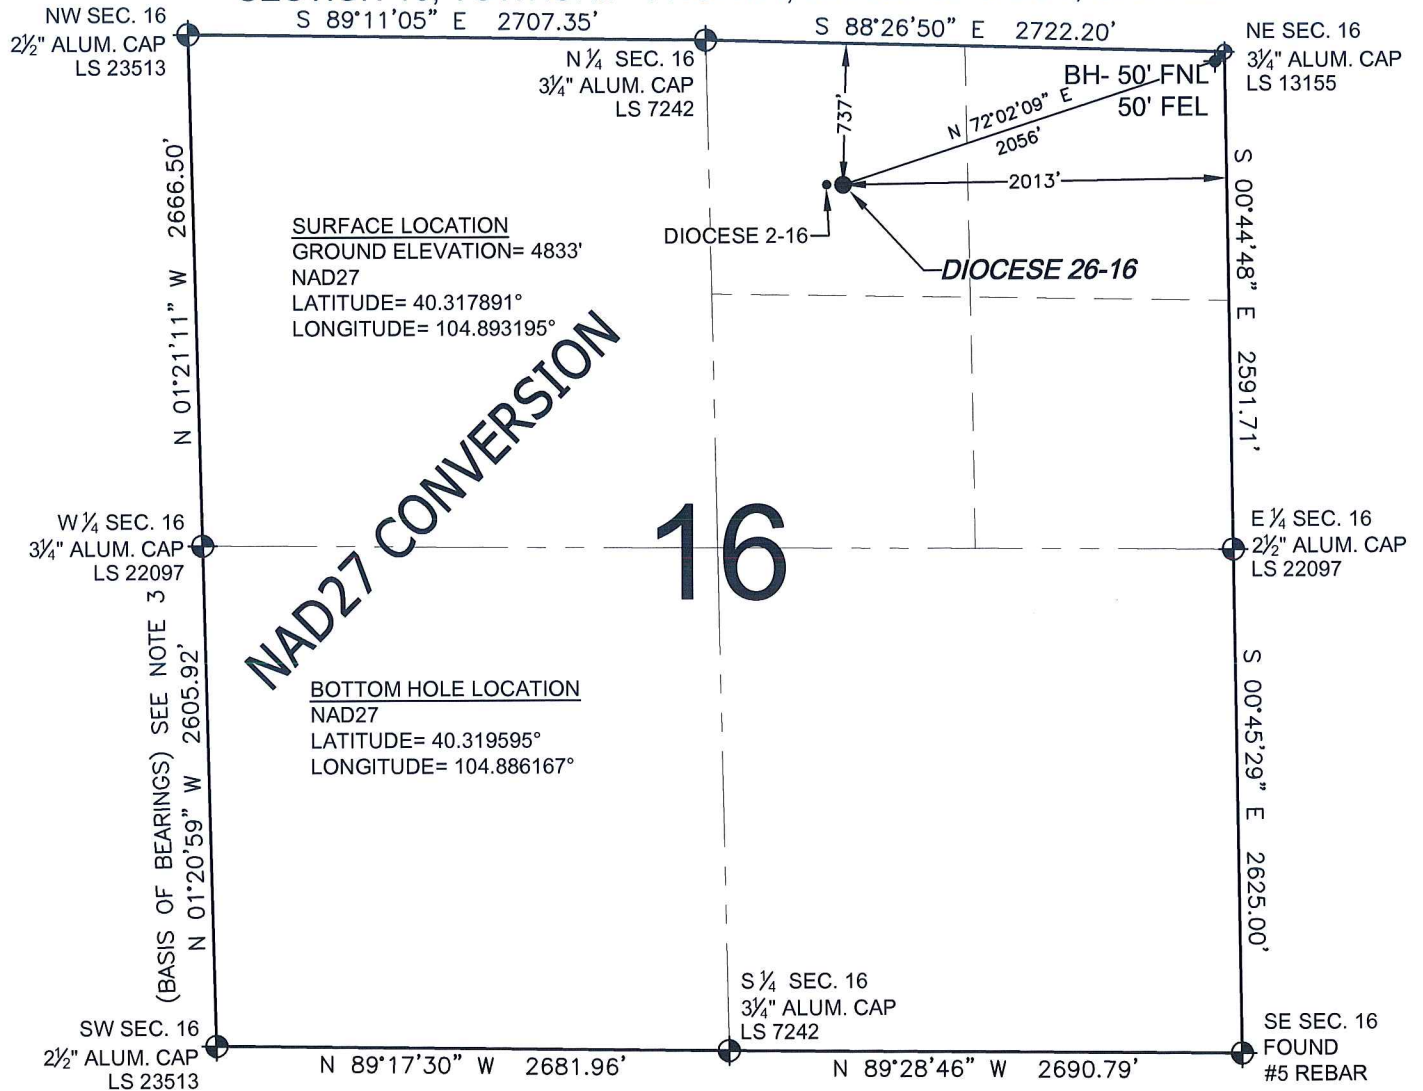 NW SEC. 16
2½" ALUM. CAP
LS 23513
S 89°11'05" E 2707.35'
N ¼ SEC. 16
3¼" ALUM. CAP
LS 7242
S 88°26'50" E 2722.20'
NE SEC. 16
3¼" ALUM. CAP
LS 13155
BH- 50' FNL
50' FEL
N 72°02'09" E
2056'
737'
2013'
DIOCESE 2-16
DIOCESE 26-16
N 01°21'11" W 2666.50'
S 00°44'48" E 2591.71'
SURFACE LOCATION
GROUND ELEVATION= 4833'
NAD27
LATITUDE= 40.317891°
LONGITUDE= 104.893195°
NAD27 CONVERSION
16
W ¼ SEC. 16
3¼" ALUM. CAP
LS 22097
E ¼ SEC. 16
2½" ALUM. CAP
LS 22097
BOTTOM HOLE LOCATION
NAD27
LATITUDE= 40.319595°
LONGITUDE= 104.886167°
(BASIS OF BEARINGS) SEE NOTE 3
N 01°20'59" W 2605.92'
S 00°45'29" E 2625.00'
SW SEC. 16
2½" ALUM. CAP
LS 23513
N 89°17'30" W 2681.96'
S ¼ SEC. 16
3¼" ALUM. CAP
LS 7242
N 89°28'46" W 2690.79'
SE SEC. 16
FOUND
#5 REBAR